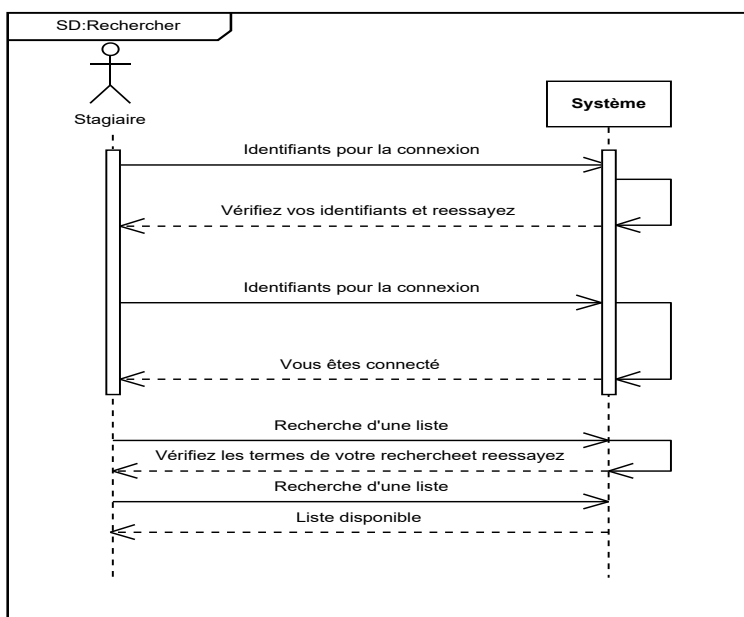 SD:Rechercher
Stagiaire
Système
Identifiants pour la connexion
Vérifiez vos identifiants et reessayez
Identifiants pour la connexion
Vous êtes connecté
Recherche d'une liste
Vérifiez les termes de votre rechercheet reessayez
Recherche d'une liste
Liste disponible